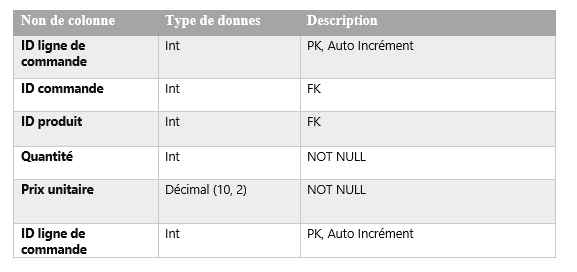 Non de colonne Type de donnes Description
ID ligne de commande Int PK, Auto Incrément
ID commande Int FK
ID produit Int FK
Quantité Int NOT NULL
Prix unitaire Décimal (10, 2) NOT NULL
ID ligne de commande Int PK, Auto Incrément